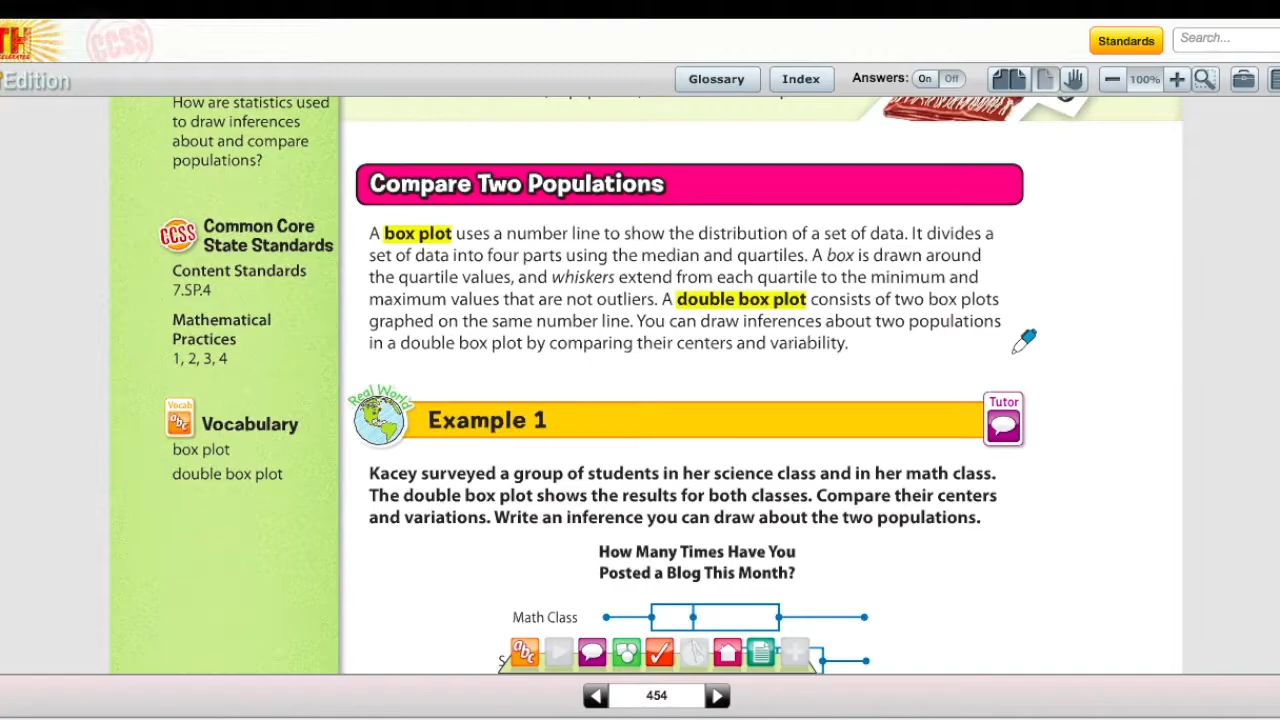 TH
CCSS
Standards
Search...
Edition
Glossary
Index
Answers:
On
Off
100%
How are statistics used
to draw inferences
about and compare
populations?
CCSS
Common Core
State Standards
Content Standards
7.SP.4
Mathematical
Practices
1, 2, 3, 4
Vocab
abc
Vocabulary
box plot
double box plot
Compare Two Populations
A box plot uses a number line to show the distribution of a set of data. It divides a
set of data into four parts using the median and quartiles. A box is drawn around
the quartile values, and whiskers extend from each quartile to the minimum and
maximum values that are not outliers. A double box plot consists of two box plots
graphed on the same number line. You can draw inferences about two populations
in a double box plot by comparing their centers and variability.
Real World
Example 1
Tutor
Kacey surveyed a group of students in her science class and in her math class.
The double box plot shows the results for both classes. Compare their centers
and variations. Write an inference you can draw about the two populations.
How Many Times Have You
Posted a Blog This Month?
Math Class
abc
454